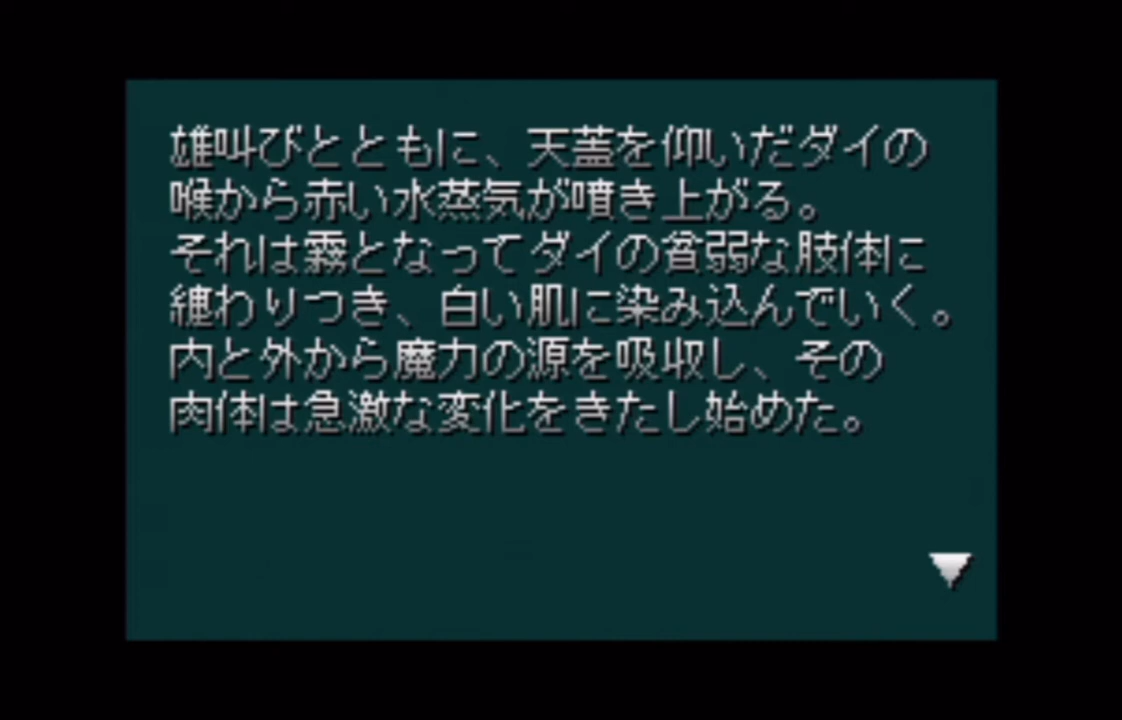 雄叫びとともに、天蓋を仰いだダイの
喉から赤い水蒸気が噴き上がる。
それは霧となってダイの貧弱な肢体に
纏わりつき、白い肌に染み込んでいく。
内と外から魔力の源を吸収し、その
肉体は急激な変化をきたし始めた。